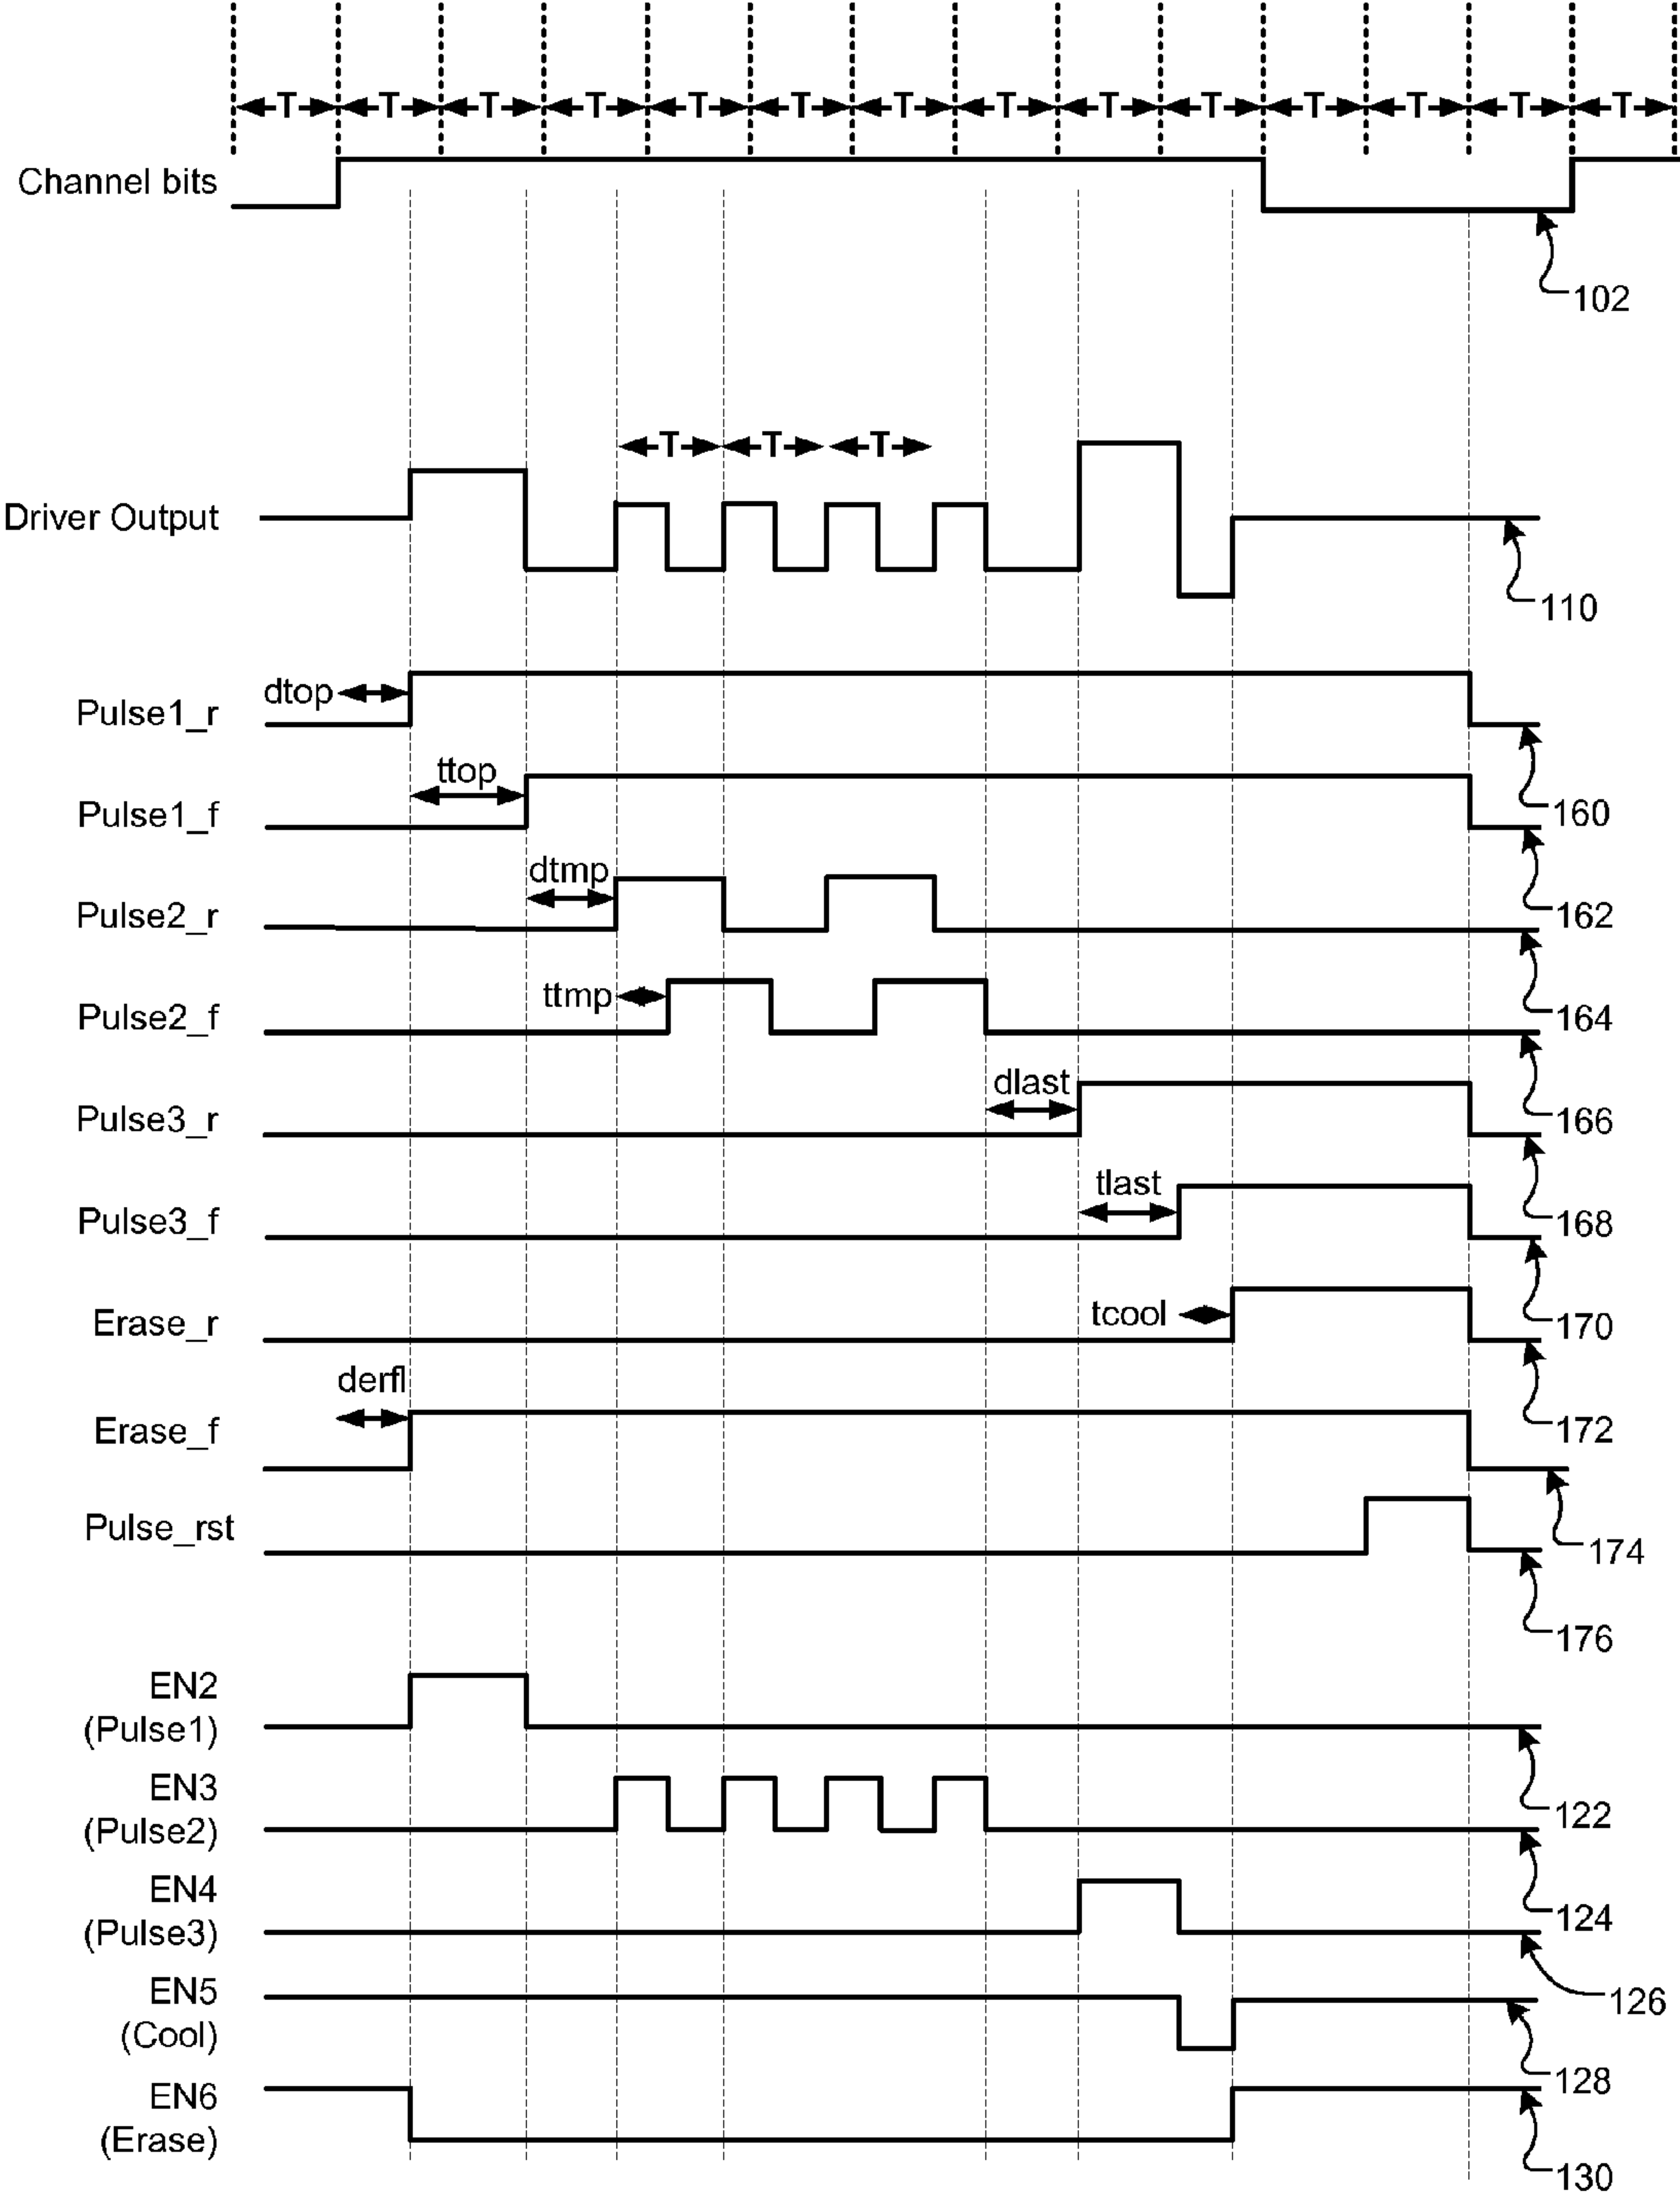 T T T T T T T T T T T T T T
Channel bits
102
T T T
Driver Output
110
dtop
Pulse1_r
160
ttop
Pulse1_f
162
dtmp
Pulse2_r
164
ttmp
Pulse2_f
166
dlast
Pulse3_r
168
tlast
Pulse3_f
170
tcool
Erase_r
172
derfl
Erase_f
174
Pulse_rst
176
EN2
(Pulse1)
122
EN3
(Pulse2)
124
EN4
(Pulse3)
126
EN5
(Cool)
128
EN6
(Erase)
130